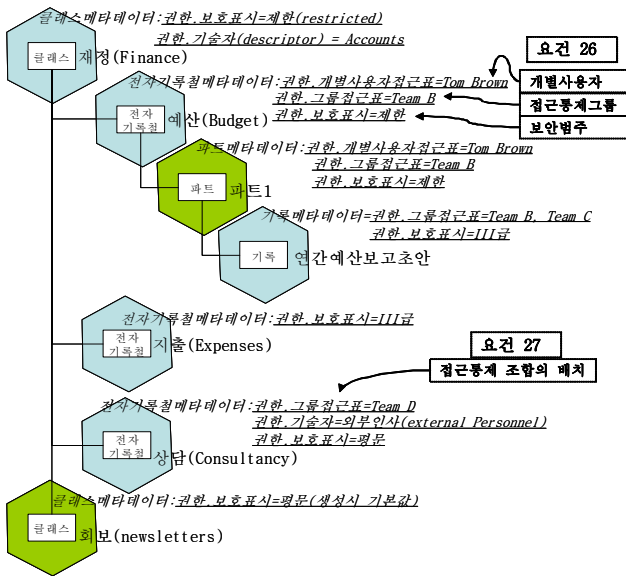 클래스메타데이터:권한.보호표시=제한(restricted)
권한.기술자(descriptor) = Accounts
클래스
재정(Finance)
요건 26
개별사용자
접근통제그룹
보안범주
전자기록철메타데이터:권한.개별사용자접근표=Tom Brown
권한.그룹접근표=Team B
권한.보호표시=제한
전자
기록철
예산(Budget)
파트메타데이터:권한.개별사용자접근표=Tom Brown
권한.그룹접근표=Team B
권한.보호표시=제한
파트
파트1
기록메타데이터=권한.그룹접근표=Team B, Team C
권한.보호표시=III급
기록
연간예산보고초안
전자기록철메타데이터:권한.보호표시=III급
전자
기록철
지출(Expenses)
요건 27
접근통제 조합의 배치
전자기록철메타데이터:권한.그룹접근표=Team D
권한.기술자=외부인사(external Personnel)
권한.보호표시=평문
전자
기록철
상담(Consultancy)
클래스메타데이터:권한.보호표시=평문(생성시 기본값)
클래스
회보(newsletters)